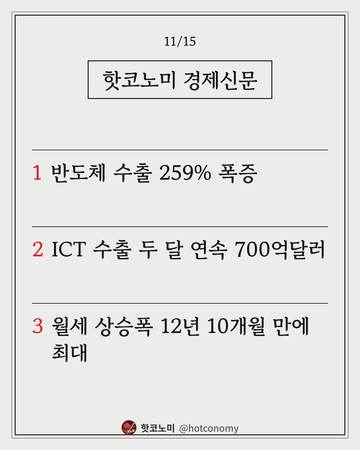 11/15
핫코노미 경제신문
1 반도체 수출 259% 폭증
2 ICT 수출 두 달 연속 700억달러
3 월세 상승폭 12년 10개월 만에
최대
핫코노미 @hotconomy